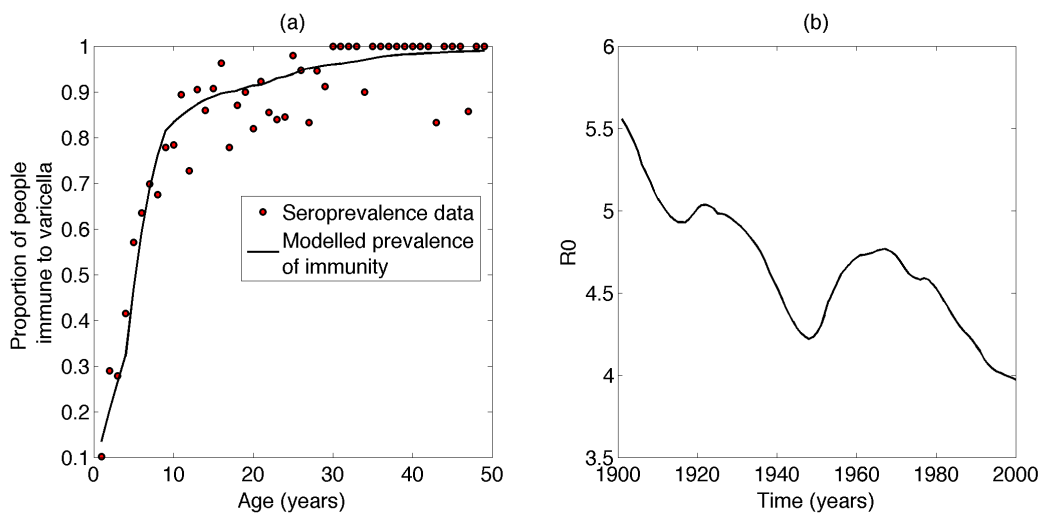 (a)
Proportion of people
immune to varicella
1
0.9
0.8
0.7
0.6
0.5
0.4
0.3
0.2
0.1
0 10 20 30 40 50
Age (years)
Seroprevalence data
Modelled prevalence
of immunity
(b)
R0
6
5.5
5
4.5
4
3.5
1900 1920 1940 1960 1980 2000
Time (years)